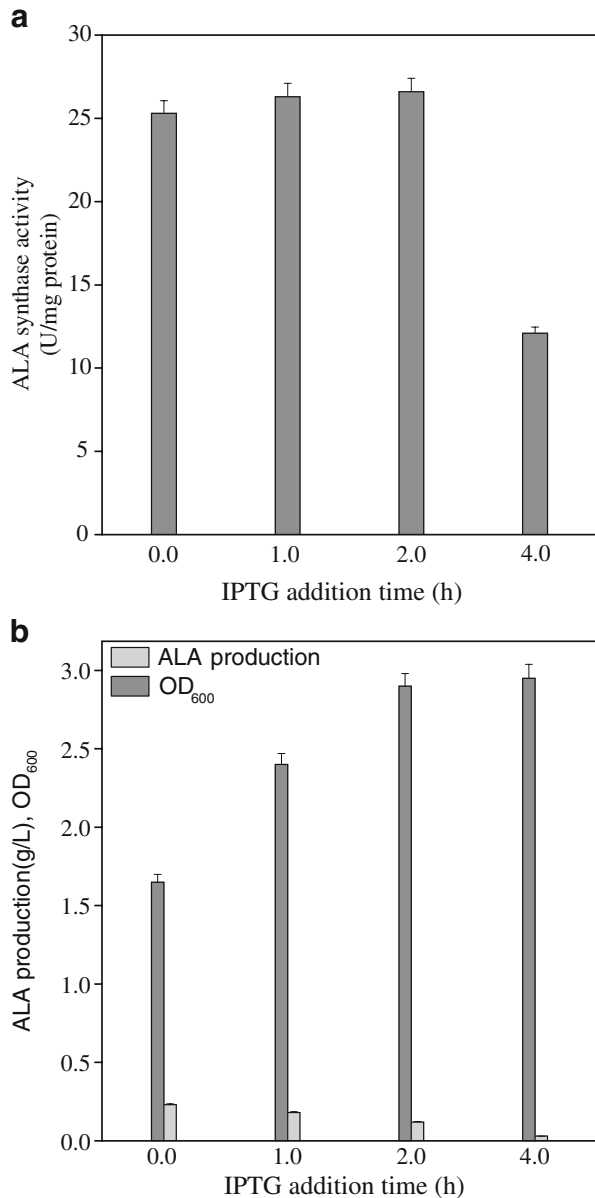 a
30
25
20
15
10
5
0
ALA synthase activity
(U/mg protein)
0.0 1.0 2.0 4.0
IPTG addition time (h)
b
ALA production
OD600
3.0
2.5
2.0
1.5
1.0
0.5
0.0
ALA production(g/L), OD600
0.0 1.0 2.0 4.0
IPTG addition time (h)